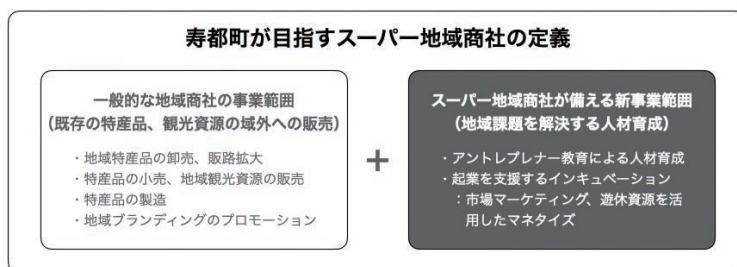 寿都町が目指すスーパー地域商社の定義
一般的な地域商社の事業範囲
（既存の特産品、観光資源の域外への販売）
・地域特産品の卸売、販路拡大
・特産品の小売、地域観光資源の販売
・特産品の製造
・地域ブランディングのプロモーション
＋
スーパー地域商社が備える新事業範囲
（地域課題を解決する人材育成）
・アントレプレナー教育による人材育成
・起業を支援するインキュベーション
：市場マーケティング、遊休資源を活
用したマネタイズ